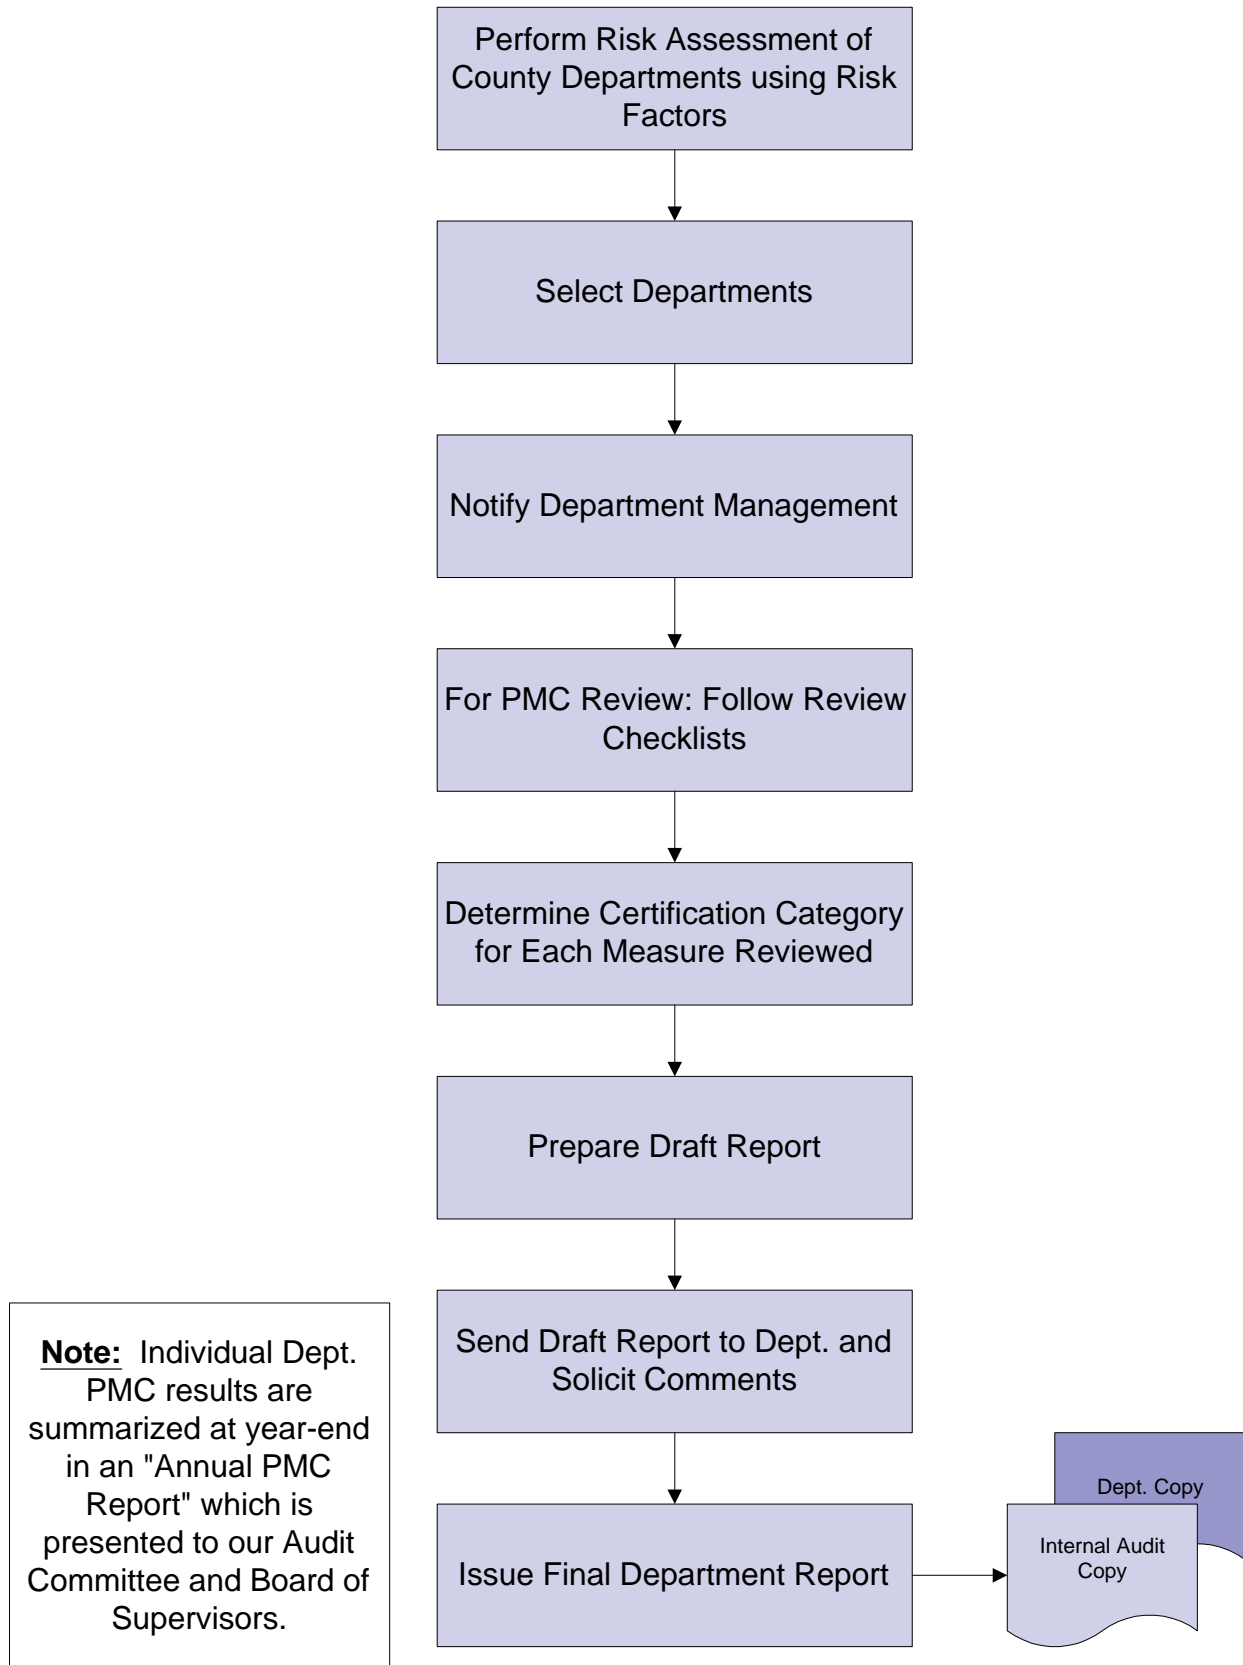 Perform Risk Assessment of
County Departments using Risk
Factors
Select Departments
Notify Department Management
For PMC Review: Follow Review
Checklists
Determine Certification Category
for Each Measure Reviewed
Prepare Draft Report
Send Draft Report to Dept. and
Solicit Comments
Note: Individual Dept.
PMC results are
summarized at year-end
in an "Annual PMC
Report" which is
presented to our Audit
Committee and Board of
Supervisors.
Issue Final Department Report
Dept. Copy
Internal Audit
Copy